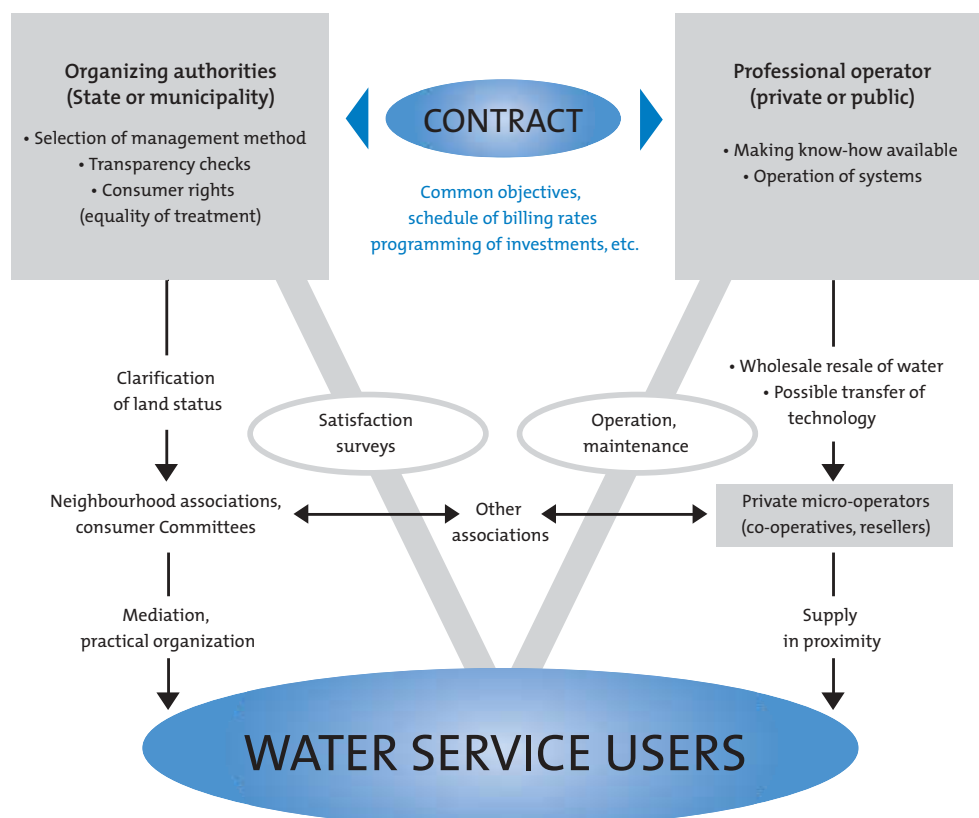 Organizing authorities
(State or municipality)
• Selection of management method
• Transparency checks
• Consumer rights
(equality of treatment)
CONTRACT
Common objectives,
schedule of billing rates
programming of investments, etc.
Professional operator
(private or public)
• Making know-how available
• Operation of systems
Clarification
of land status
Satisfaction
surveys
Operation,
maintenance
• Wholesale resale of water
• Possible transfer of
technology
Neighbourhood associations,
consumer Committees
Other
associations
Private micro-operators
(co-operatives, resellers)
Mediation,
practical organization
Supply
in proximity
WATER SERVICE USERS